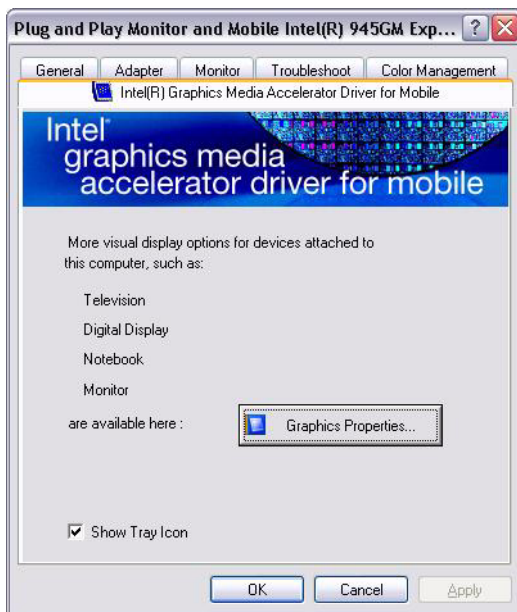 Plug and Play Monitor and Mobile Intel(R) 945GM Exp... ?
General Adapter Monitor Troubleshoot Color Management
Intel(R) Graphics Media Accelerator Driver for Mobile
Intel®
graphics media
accelerator driver for mobile
More visual display options for devices attached to
this computer, such as:
Television
Digital Display
Notebook
Monitor
are available here :
Graphics Properties...
Show Tray Icon
OK Cancel Apply